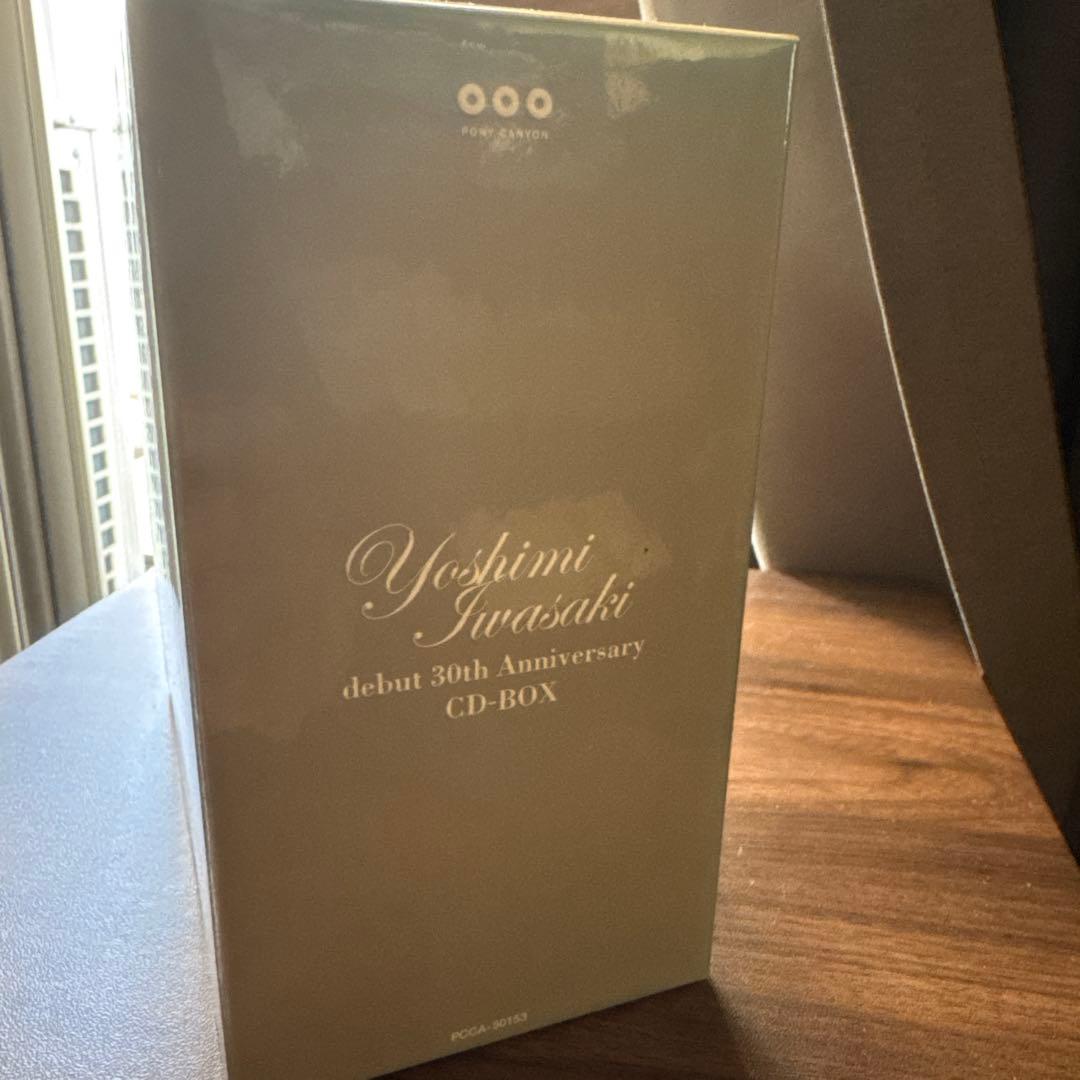 PONY CANYON
Yoshimi
Iwasaki
debut 30th Anniversary
CD-BOX
PCCA-50153